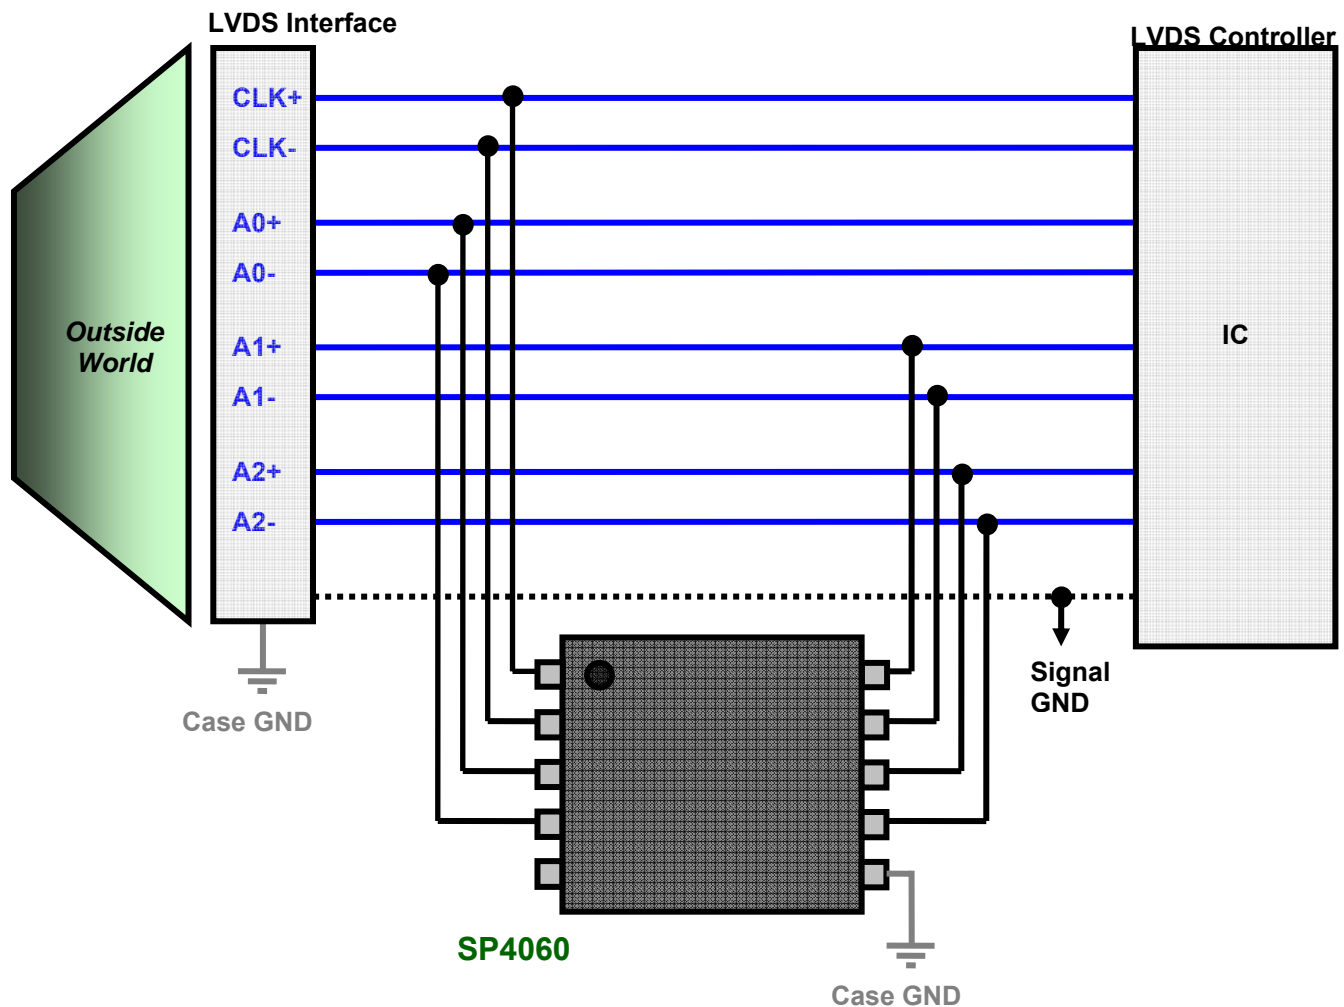 LVDS Interface
LVDS Controller
CLK+
CLK-
A0+
A0-
Outside
World
A1+
A1-
IC
A2+
A2-
Signal
GND
Case GND
SP4060
Case GND